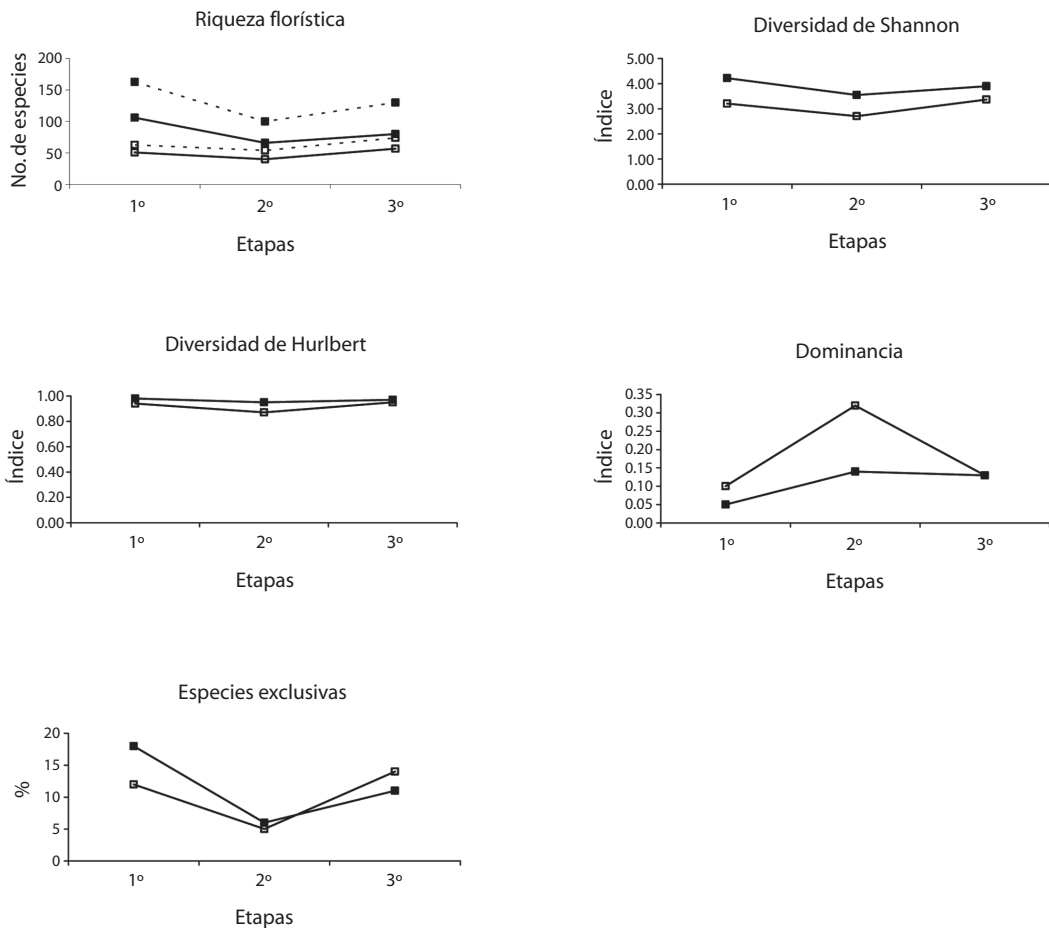 Riqueza florística
No. de especies
200
150
100
50
0
1º 2º 3º
Etapas
Diversidad de Shannon
Índice
5.00
4.00
3.00
2.00
1.00
0.00
1º 2º 3º
Etapas
Diversidad de Hurlbert
Índice
1.00
0.80
0.60
0.40
0.20
0.00
1º 2º 3º
Etapas
Dominancia
Índice
0.35
0.30
0.25
0.20
0.15
0.10
0.05
0.00
1º 2º 3º
Etapas
Especies exclusivas
%
20
15
10
5
0
1º 2º 3º
Etapas